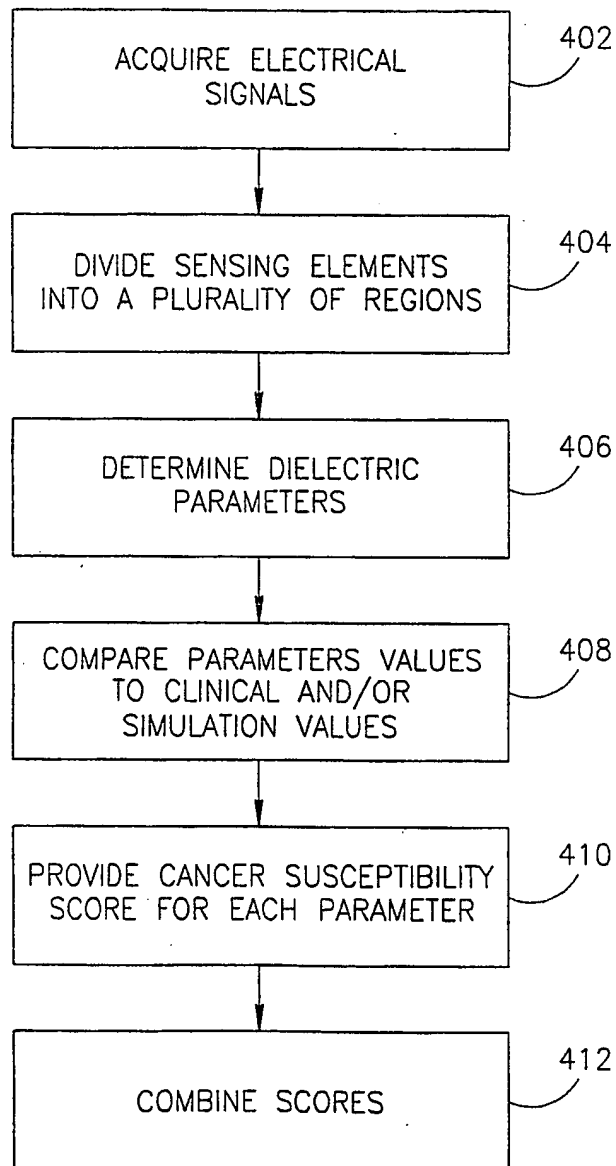 ACQUIRE ELECTRICAL
SIGNALS
402
DIVIDE SENSING ELEMENTS
INTO A PLURALITY OF REGIONS
404
DETERMINE DIELECTRIC
PARAMETERS
406
COMPARE PARAMETERS VALUES
TO CLINICAL AND/OR
SIMULATION VALUES
408
PROVIDE CANCER SUSCEPTIBILITY
SCORE FOR EACH PARAMETER
410
COMBINE SCORES
412